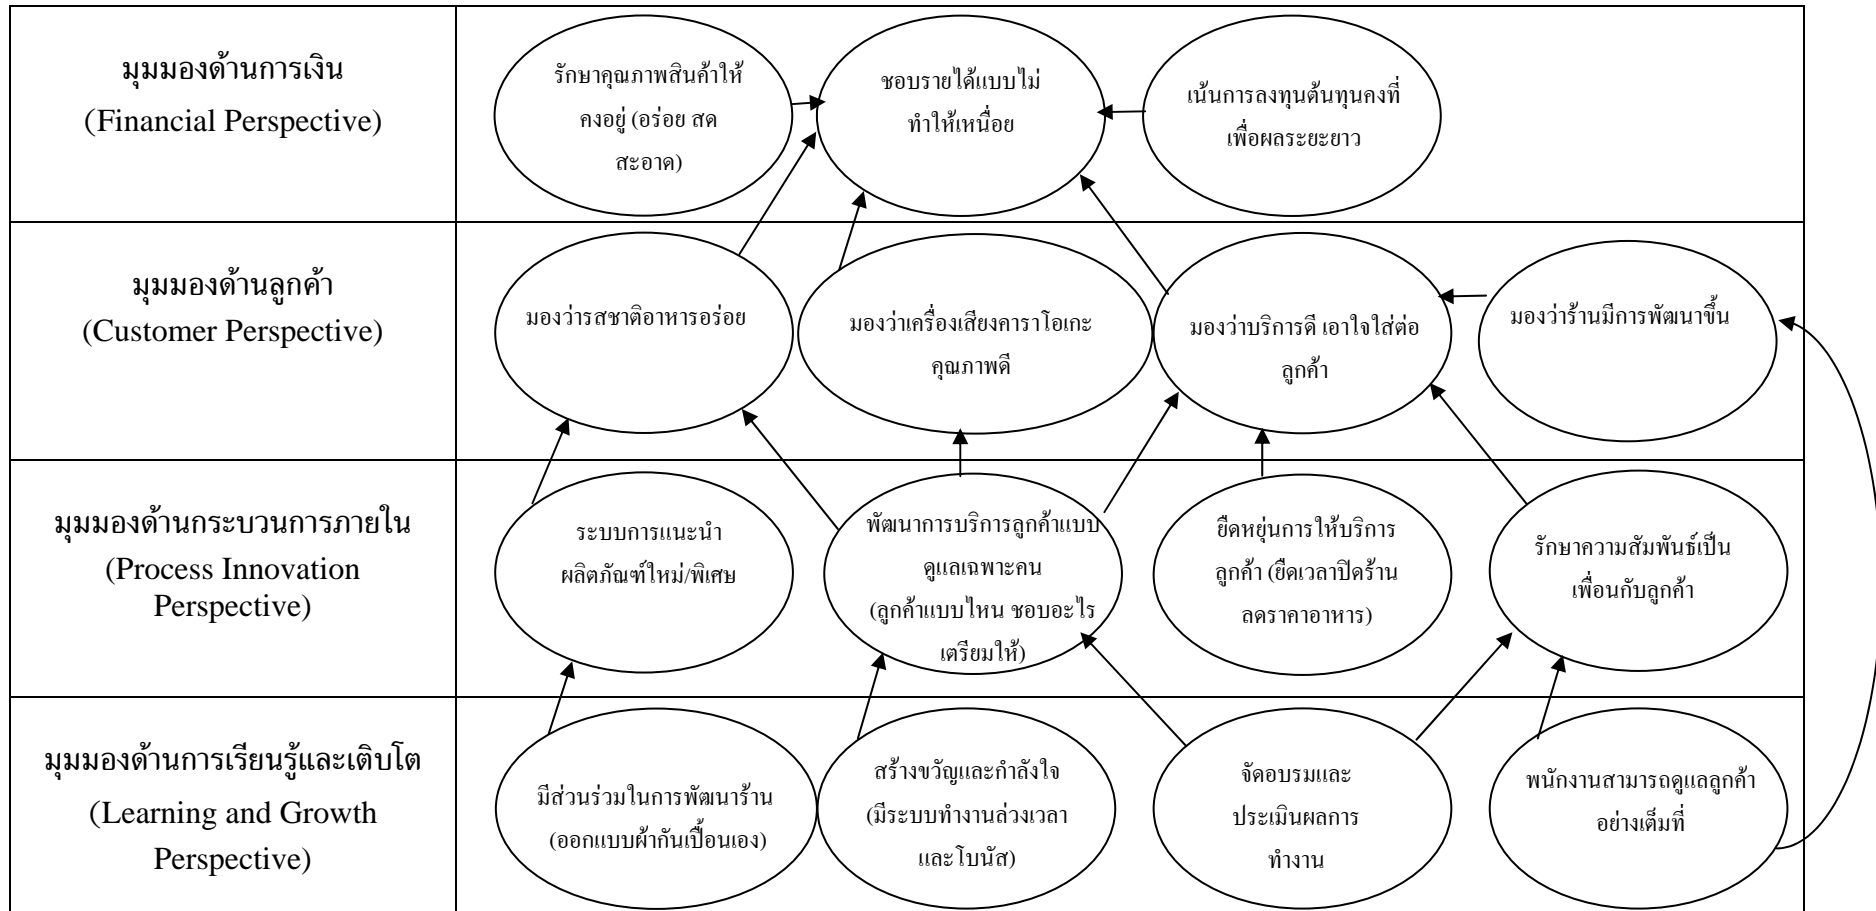 มุมมองด้านการเงิน
(Financial Perspective)
รักษาคุณภาพสินค้าให้
คงอยู่ (อร่อย สด
สะอาด)
ชอบรายได้แบบไม่
ทำให้เหนื่อย
เน้นการลงทุนต้นทุนคงที่
เพื่อผลระยะยาว
มุมมองด้านลูกค้า
(Customer Perspective)
มองว่ารสชาติอาหารอร่อย
มองว่าเครื่องเสียงคาราโอเกะ
คุณภาพดี
มองว่าบริการดี เอาใจใส่ต่อ
ลูกค้า
มองว่าร้านมีการพัฒนาขึ้น
มุมมองด้านกระบวนการภายใน
(Process Innovation
Perspective)
ระบบการแนะนำ
ผลิตภัณฑ์ใหม่/พิเศษ
พัฒนาการบริการลูกค้าแบบ
ดูแลเฉพาะคน
(ลูกค้าแบบไหน ชอบอะไร
เตรียมให้)
ยืดหยุ่นการให้บริการ
ลูกค้า (ยืดเวลาปิดร้าน
ลดราคาอาหาร)
รักษาความสัมพันธ์เป็น
เพื่อนกับลูกค้า
มุมมองด้านการเรียนรู้และเติบโต
(Learning and Growth
Perspective)
มีส่วนร่วมในการพัฒนาร้าน
(ออกแบบผ้ากันเปื้อนเอง)
สร้างขวัญและกำลังใจ
(มีระบบทำงานล่วงเวลา
และโบนัส)
จัดอบรมและ
ประเมินผลการ
ทำงาน
พนักงานสามารถดูแลลูกค้า
อย่างเต็มที่